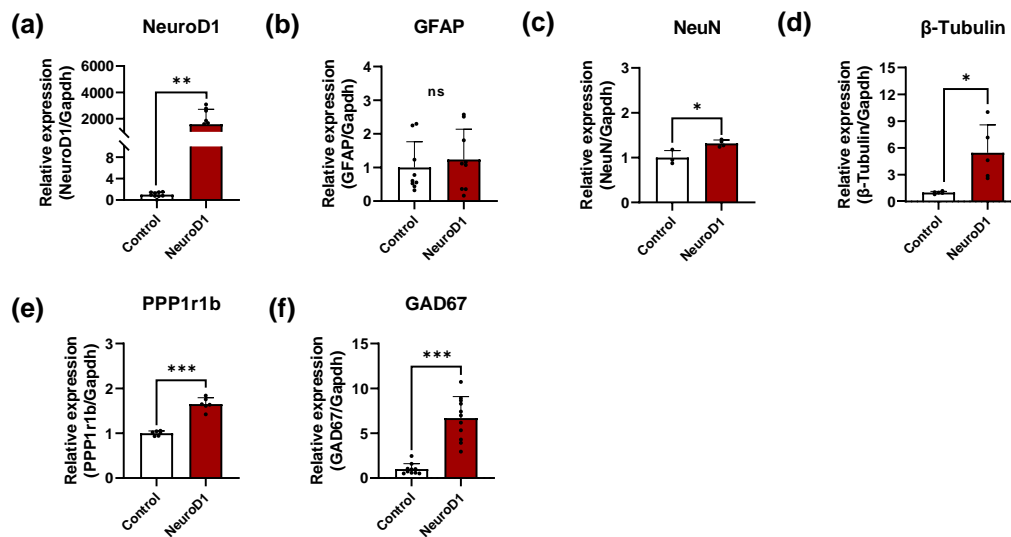 (a)
NeuroD1
Relative expression
(NeuroD1/Gapdh)
6000
4000
2000
8
4
0
**
Control
NeuroD1
(b)
GFAP
Relative expression
(GFAP/Gapdh)
4
3
2
1
0
ns
Control
NeuroD1
(c)
NeuN
Relative expression
(NeuN/Gapdh)
3
2
1
0
*
Control
NeuroD1
(d)
β-Tubulin
Relative expression
(β-Tubulin/Gapdh)
15
12
9
6
3
0
*
Control
NeuroD1
(e)
PPP1r1b
Relative expression
(PPP1r1b/Gapdh)
3
2
1
0
***
Control
NeuroD1
(f)
GAD67
Relative expression
(GAD67/Gapdh)
15
10
5
0
***
Control
NeuroD1